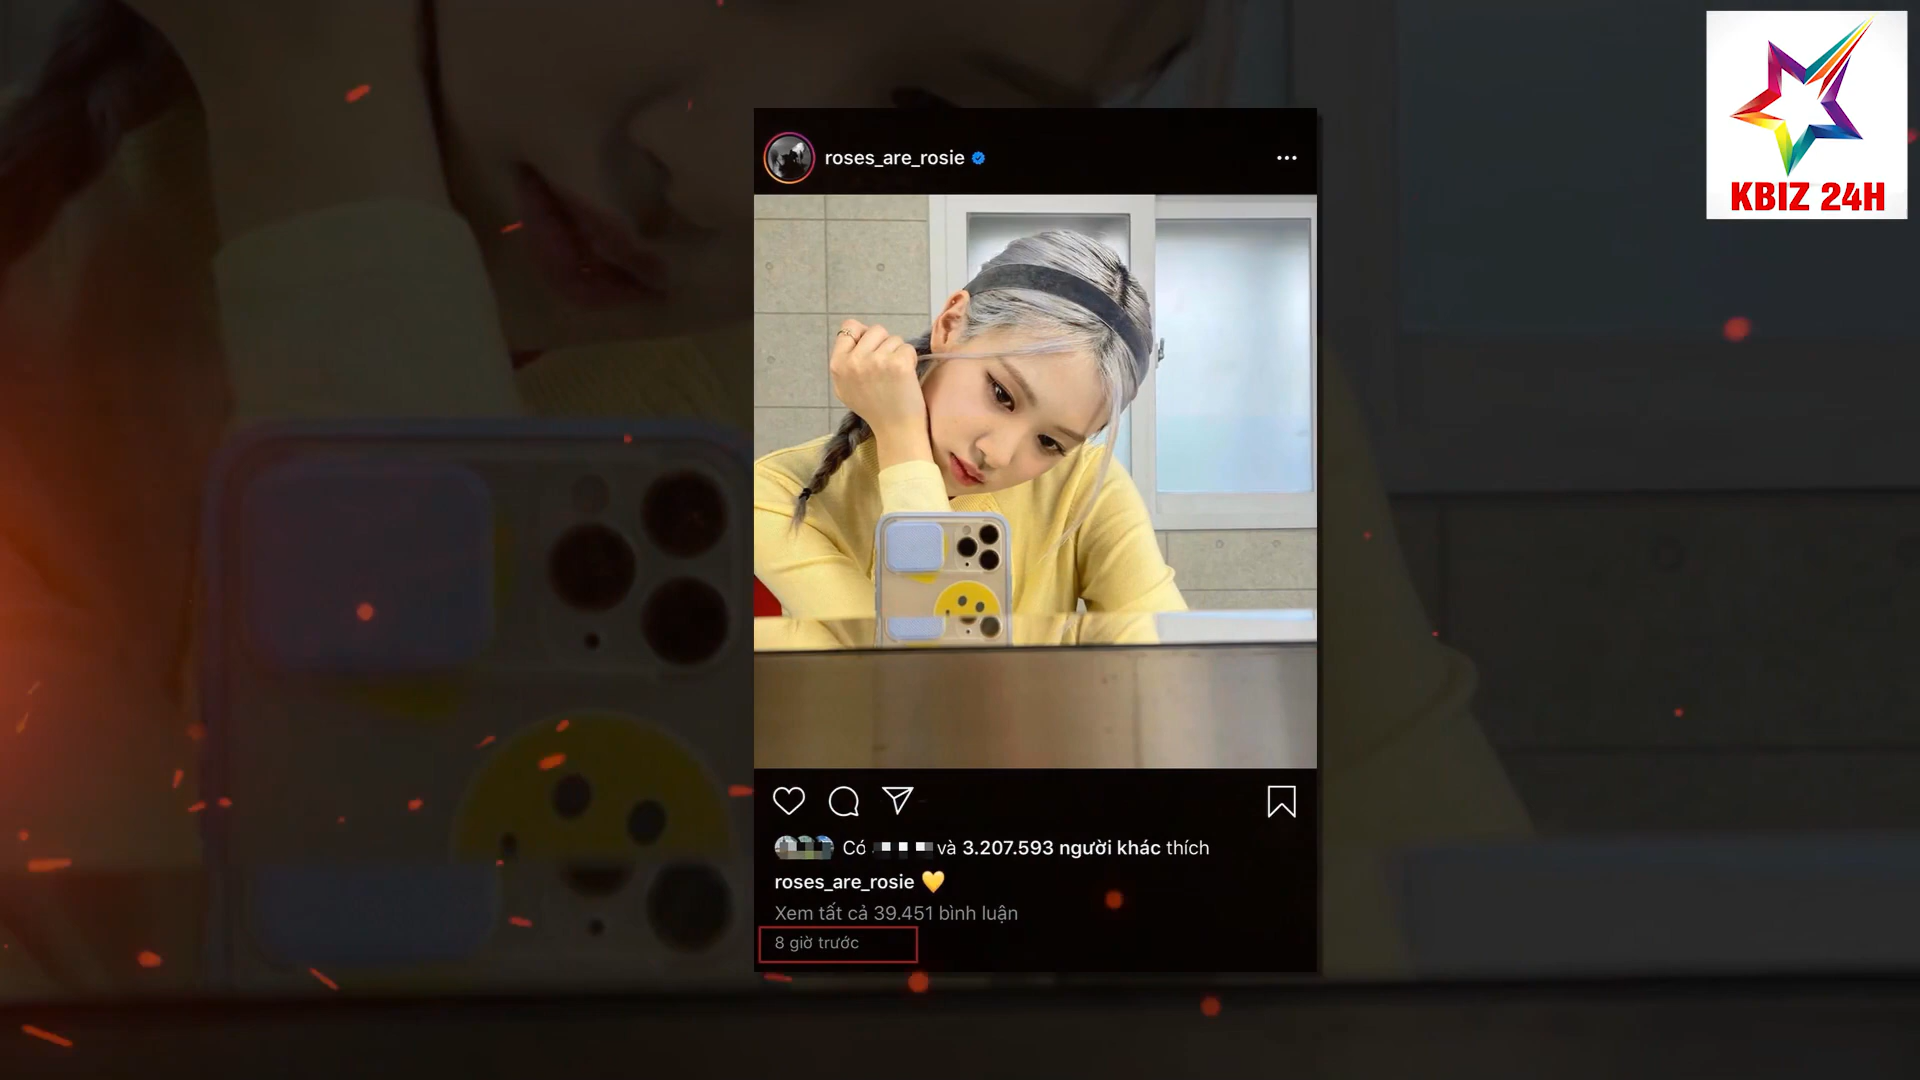 KBIZ 24H
roses_are_rosie
Có và 3.207.593 người khác thích
roses_are_rosie 💛
Xem tất cả 39.451 bình luận
8 giờ trước